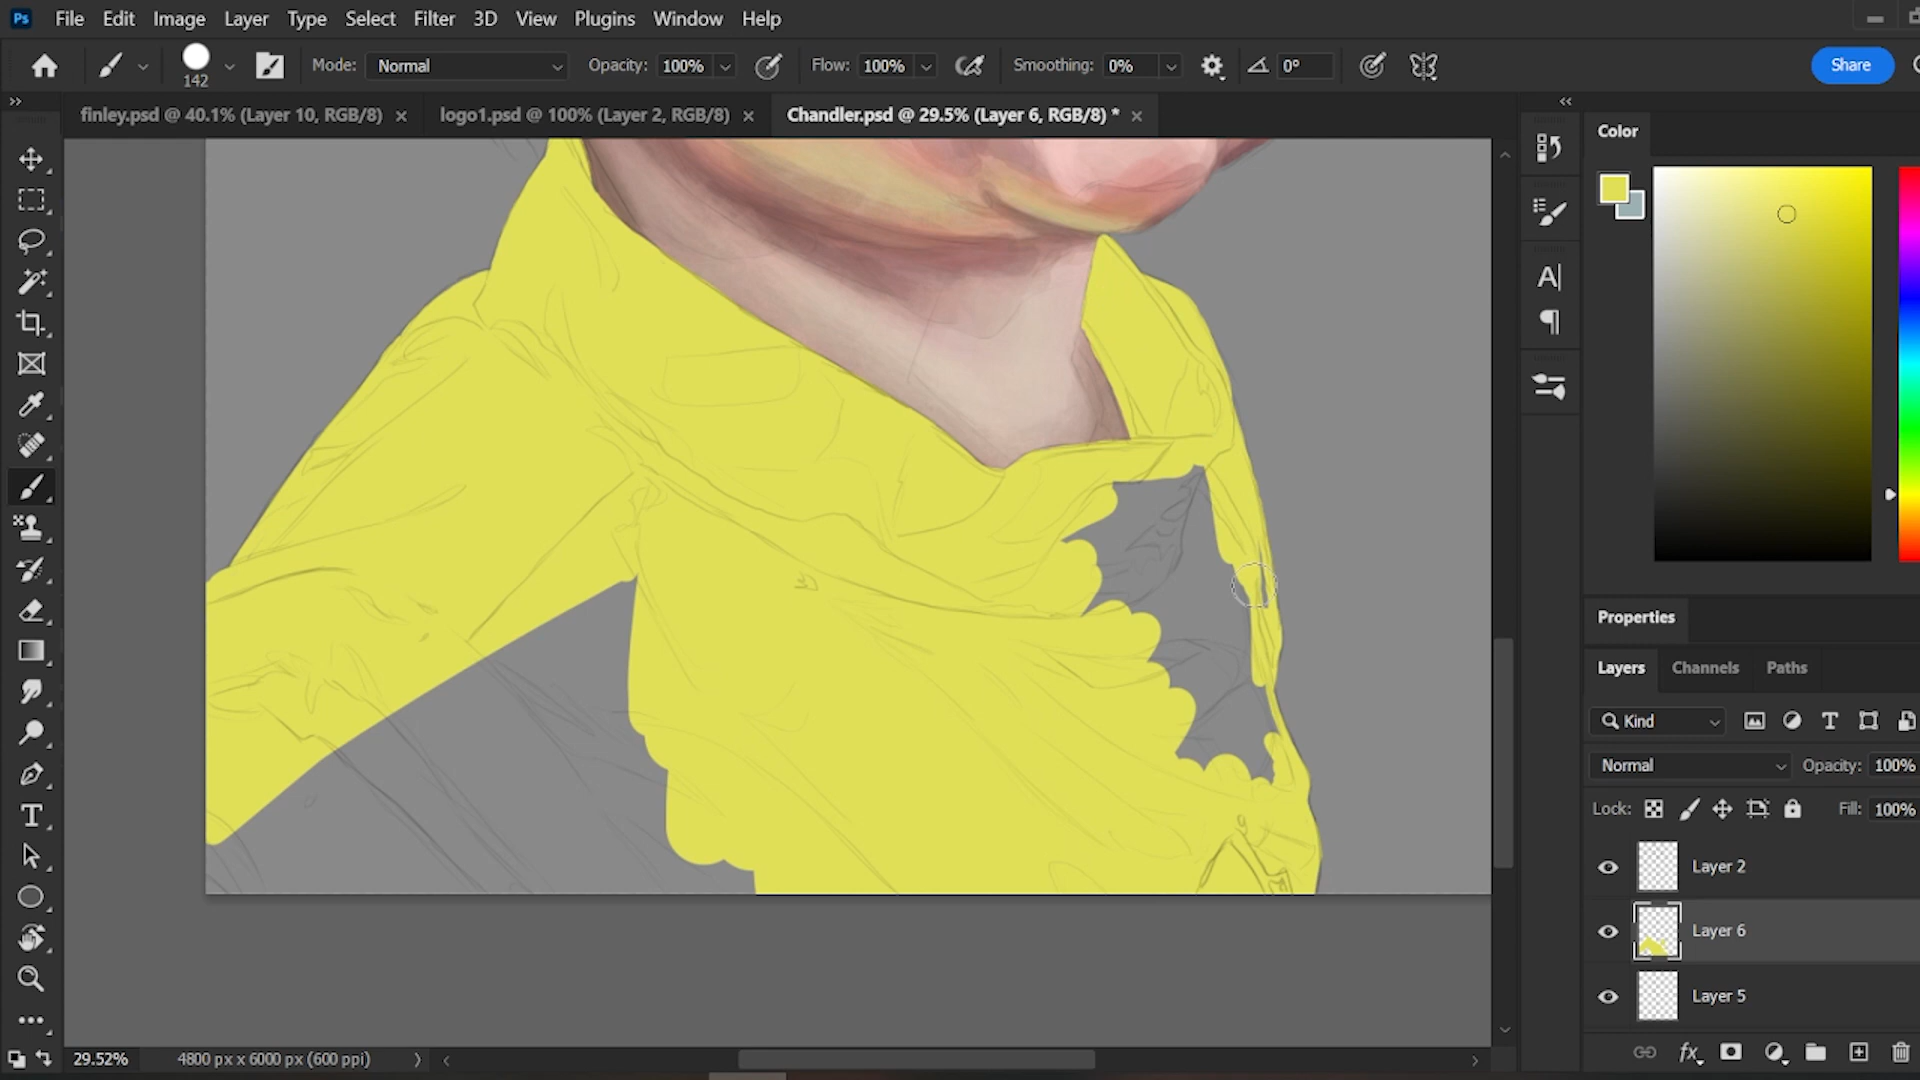 Ps File Edit Image Layer Type Select Filter 3D View Plugins Window Help
142 Mode: Normal Opacity: 100% Flow: 100% Smoothing: 0% 0° Share
finley.psd @ 40.1% (Layer 10, RGB/8) × logo1.psd @ 100% (Layer 2, RGB/8) × Chandler.psd @ 29.5% (Layer 6, RGB/8) * ×
Color
Properties
Layers Channels Paths
Kind
Normal Opacity: 100%
Lock: Fill: 100%
Layer 2
Layer 6
Layer 5
29.52% 4800 px x 6000 px (600 ppi)